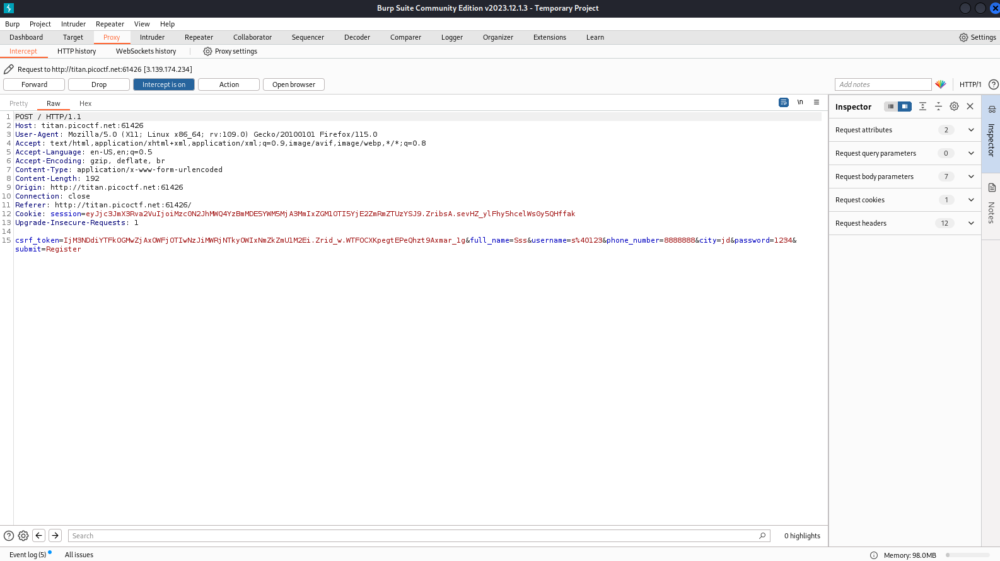 Burp Suite Community Edition v2023.12.1.3 - Temporary Project
Burp Project Intruder Repeater View Help
Dashboard Target Proxy Intruder Repeater Collaborator Sequencer Decoder Comparer Logger Organizer Extensions Learn Settings
Intercept HTTP history WebSockets history Proxy settings
Request to http://titan.picoctf.net:61426 [3.139.174.234]
Forward Drop Intercept is on Action Open browser Add notes HTTP/1
Pretty Raw Hex \n
Inspector
1 POST / HTTP/1.1
2 Host: titan.picoctf.net:61426
3 User-Agent: Mozilla/5.0 (X11; Linux x86_64; rv:109.0) Gecko/20100101 Firefox/115.0
4 Accept: text/html,application/xhtml+xml,application/xml;q=0.9,image/avif,image/webp,*/*;q=0.8
5 Accept-Language: en-US,en;q=0.5
6 Accept-Encoding: gzip, deflate, br
7 Content-Type: application/x-www-form-urlencoded
8 Content-Length: 192
9 Origin: http://titan.picoctf.net:61426
10 Connection: close
11 Referer: http://titan.picoctf.net:61426/
12 Cookie: session=eyJjc3JmX3Rva2VuIjoiMzc0N2JhMWQ4YzBmMDE5YWM5MjA3MmIxZGM1OTI5YjE2ZmRmZTUzYSJ9.ZribsA.sevHZ_ylFhy5hcelWs0y5QHffak
13 Upgrade-Insecure-Requests: 1
14
15 csrf_token=IjM3NDdiYTFkOGMwZjAxOWFjOTIwNzJiMWRjNTkyOWIxNmZkZmU1M2Ei.Zrid_w.WTFOCXKpegtEPeQhzt9Axmar_1g&full_name=Sss&username=s%40123&phone_number=8888888&city=jd&password=1234&
submit=Register
Request attributes 2
Request query parameters 0
Request body parameters 7
Request cookies 1
Request headers 12
Inspector
Notes
Search 0 highlights
Event log (5) All issues Memory: 98.0MB